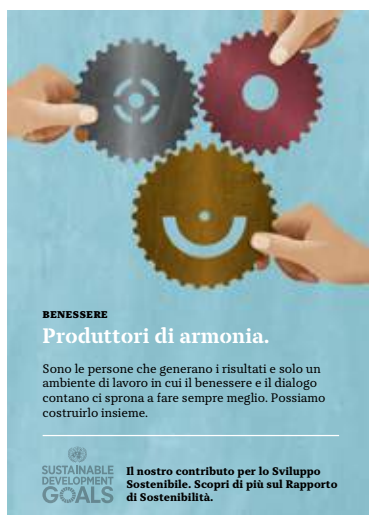 BENESSERE
Produttori di armonia.
Sono le persone che generano i risultati e solo un
ambiente di lavoro in cui il benessere e il dialogo
contano ci sprona a fare sempre meglio. Possiamo
costruirlo insieme.
SUSTAINABLE
DEVELOPMENT
GOALS
Il nostro contributo per lo Sviluppo
Sostenibile. Scopri di più sul Rapporto
di Sostenibilità.